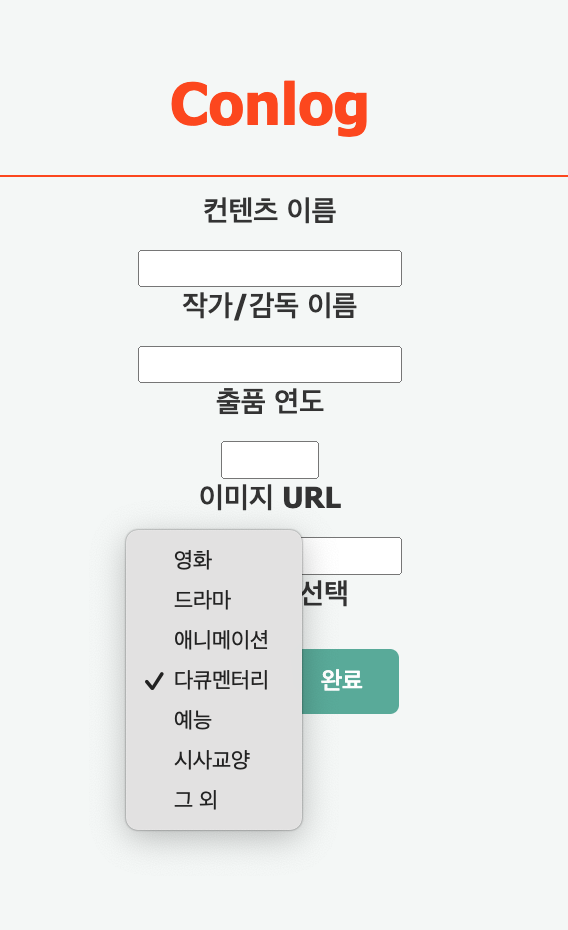 Conlog
컨텐츠 이름
작가/감독 이름
출품 연도
이미지 URL
선택
영화
드라마
애니메이션
✓ 다큐멘터리
예능
시사교양
그 외
완료